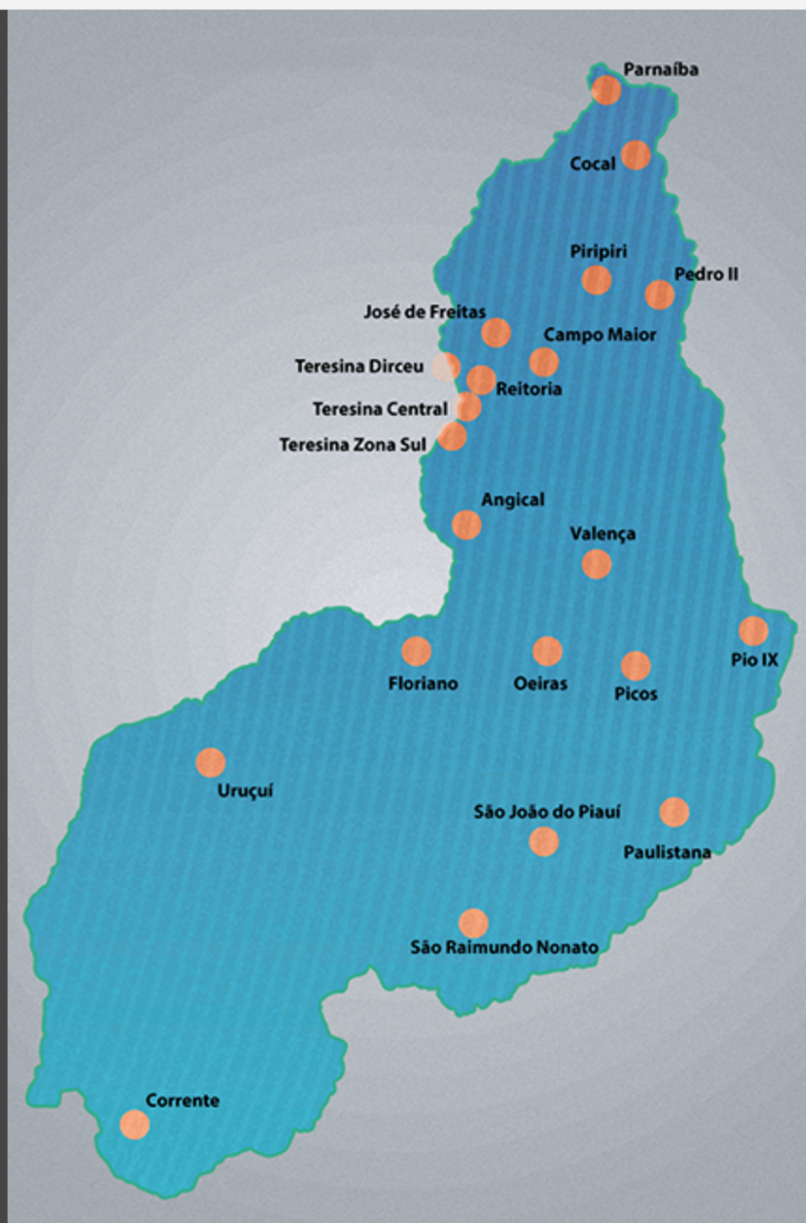 Parnaíba
Cocal
Piripiri
Pedro II
José de Freitas
Campo Maior
Teresina Dirceu
Reitoria
Teresina Central
Teresina Zona Sul
Angical
Valença
Pio IX
Floriano
Oeiras
Picos
Uruçuí
São João do Piauí
Paulistana
São Raimundo Nonato
Corrente